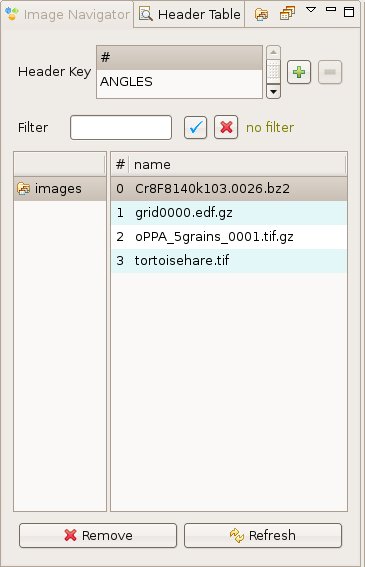 Image Navigator Header Table
Header Key
#
ANGLES
Filter no filter
# name
images
0 Cr8F8140k103.0026.bz2
1 grid0000.edf.gz
2 oPPA_5grains_0001.tif.gz
3 tortoisehare.tif
Remove Refresh